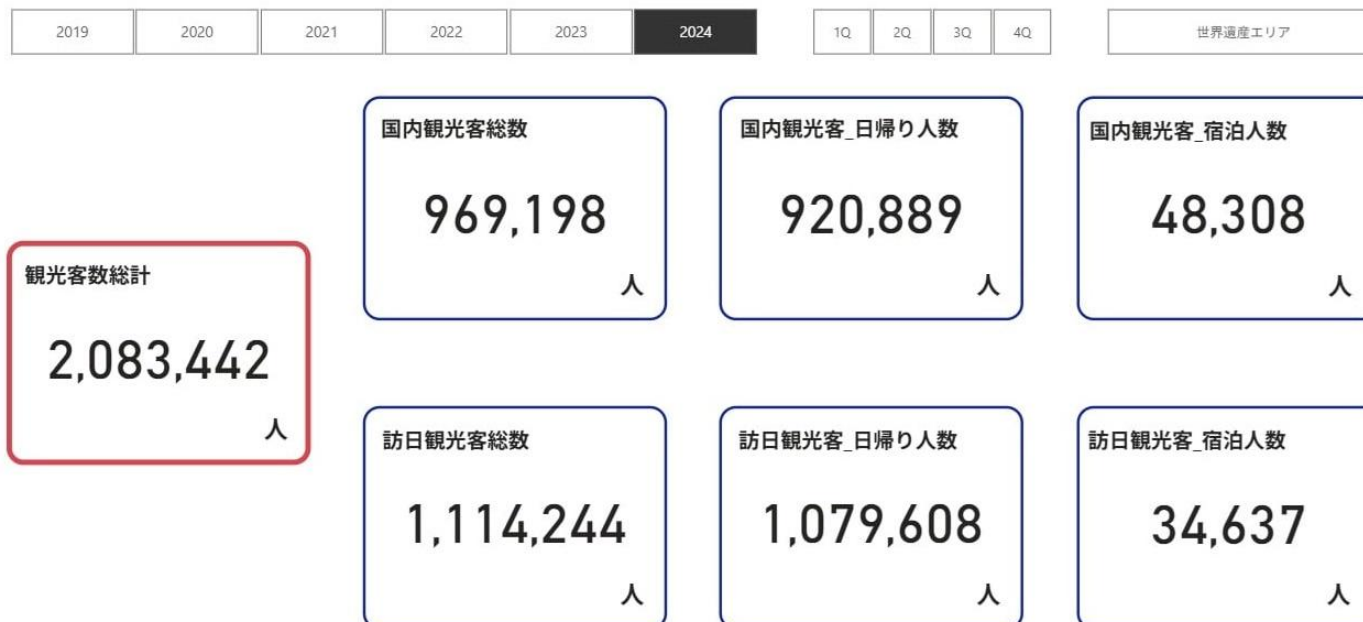 2019 2020 2021 2022 2023 2024 1Q 2Q 3Q 4Q 世界遺産エリア
国内観光客総数
969,198
人
国内観光客_日帰り人数
920,889
人
国内観光客_宿泊人数
48,308
人
観光客数総計
2,083,442
人
訪日観光客総数
1,114,244
人
訪日観光客_日帰り人数
1,079,608
人
訪日観光客_宿泊人数
34,637
人